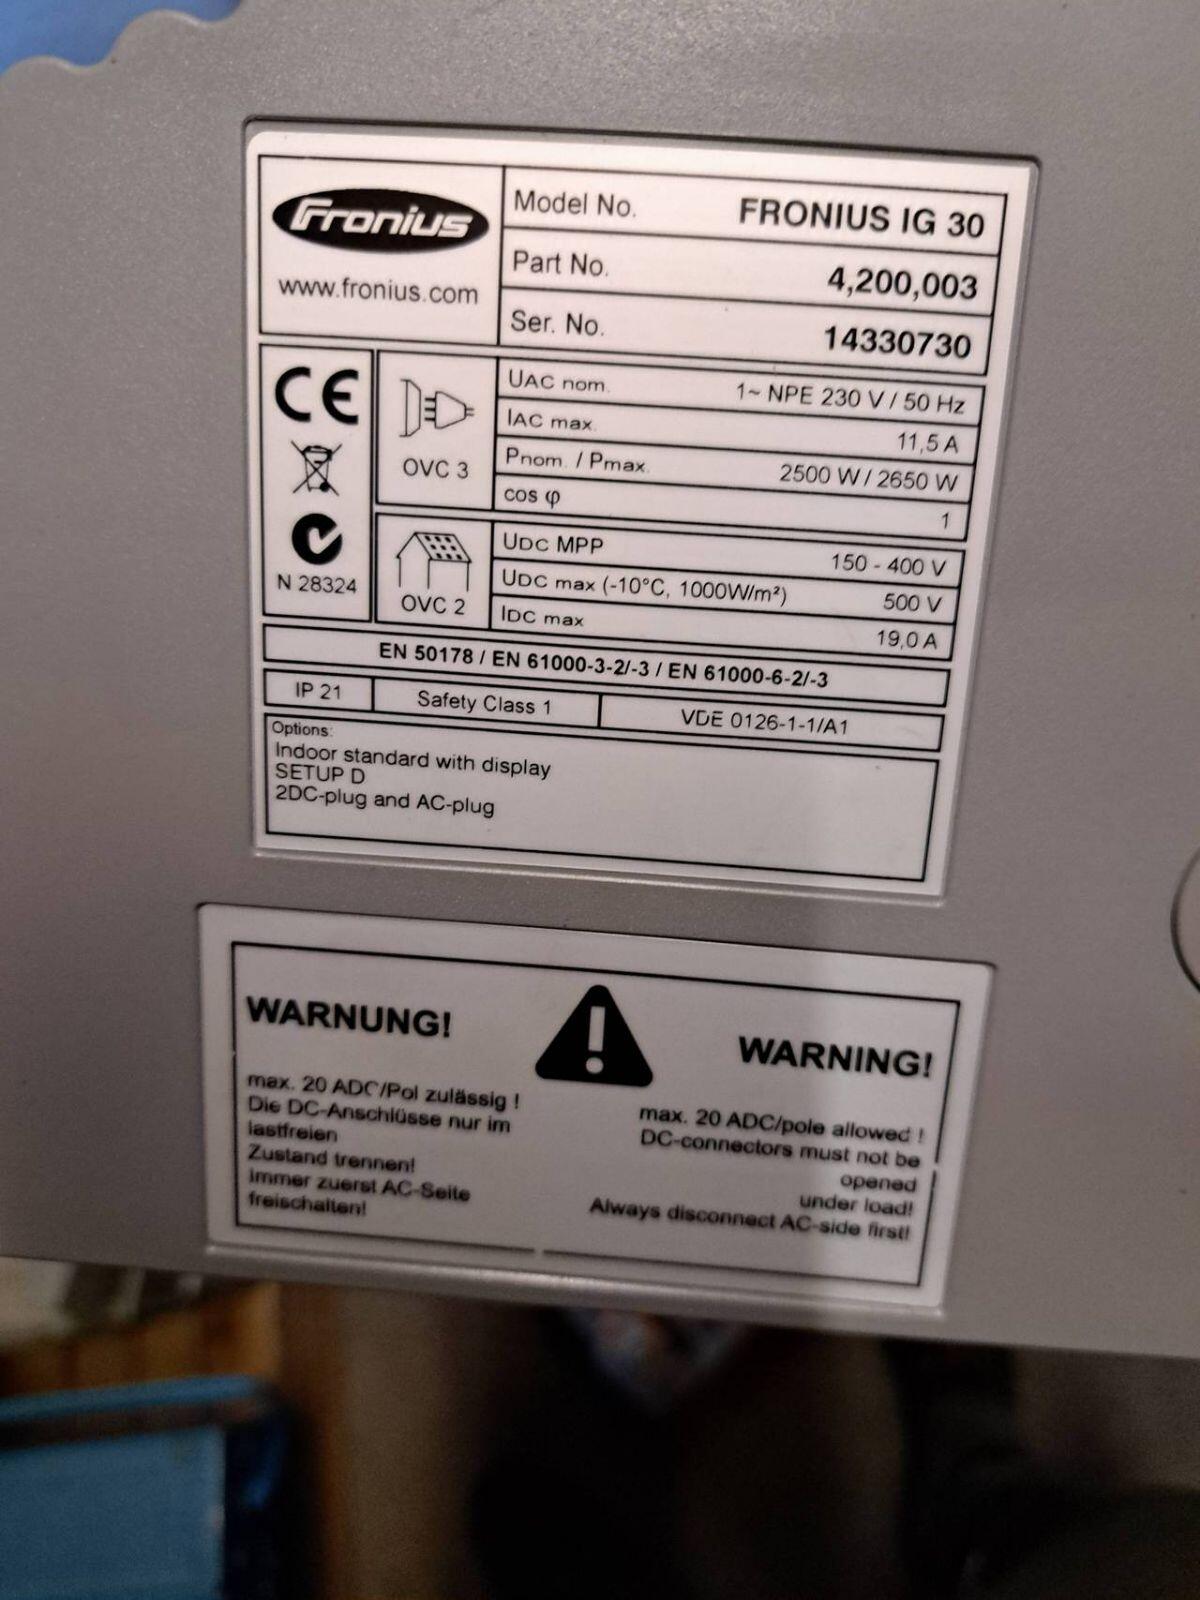 Fronius
www.fronius.com
Model No. FRONIUS IG 30
Part No. 4,200,003
Ser. No. 14330730
CE
N 28324
OVC 3
UAC nom. 1~ NPE 230 V / 50 Hz
IAC max. 11,5 A
Pnom. / Pmax. 2500 W / 2650 W
cos φ 1
OVC 2
UDC MPP 150 - 400 V
UDC max (-10°C, 1000W/m²) 500 V
IDC max 19,0 A
EN 50178 / EN 61000-3-2/-3 / EN 61000-6-2/-3
IP 21 Safety Class 1 VDE 0126-1-1/A1
Options:
Indoor standard with display
SETUP D
2DC-plug and AC-plug
WARNUNG!
max. 20 ADC/Pol zulässig !
Die DC-Anschlüsse nur im
lastfreien
Zustand trennen!
Immer zuerst AC-Seite
freischalten!
WARNING!
max. 20 ADC/pole allowed !
DC-connectors must not be
opened
under load!
Always disconnect AC-side first!